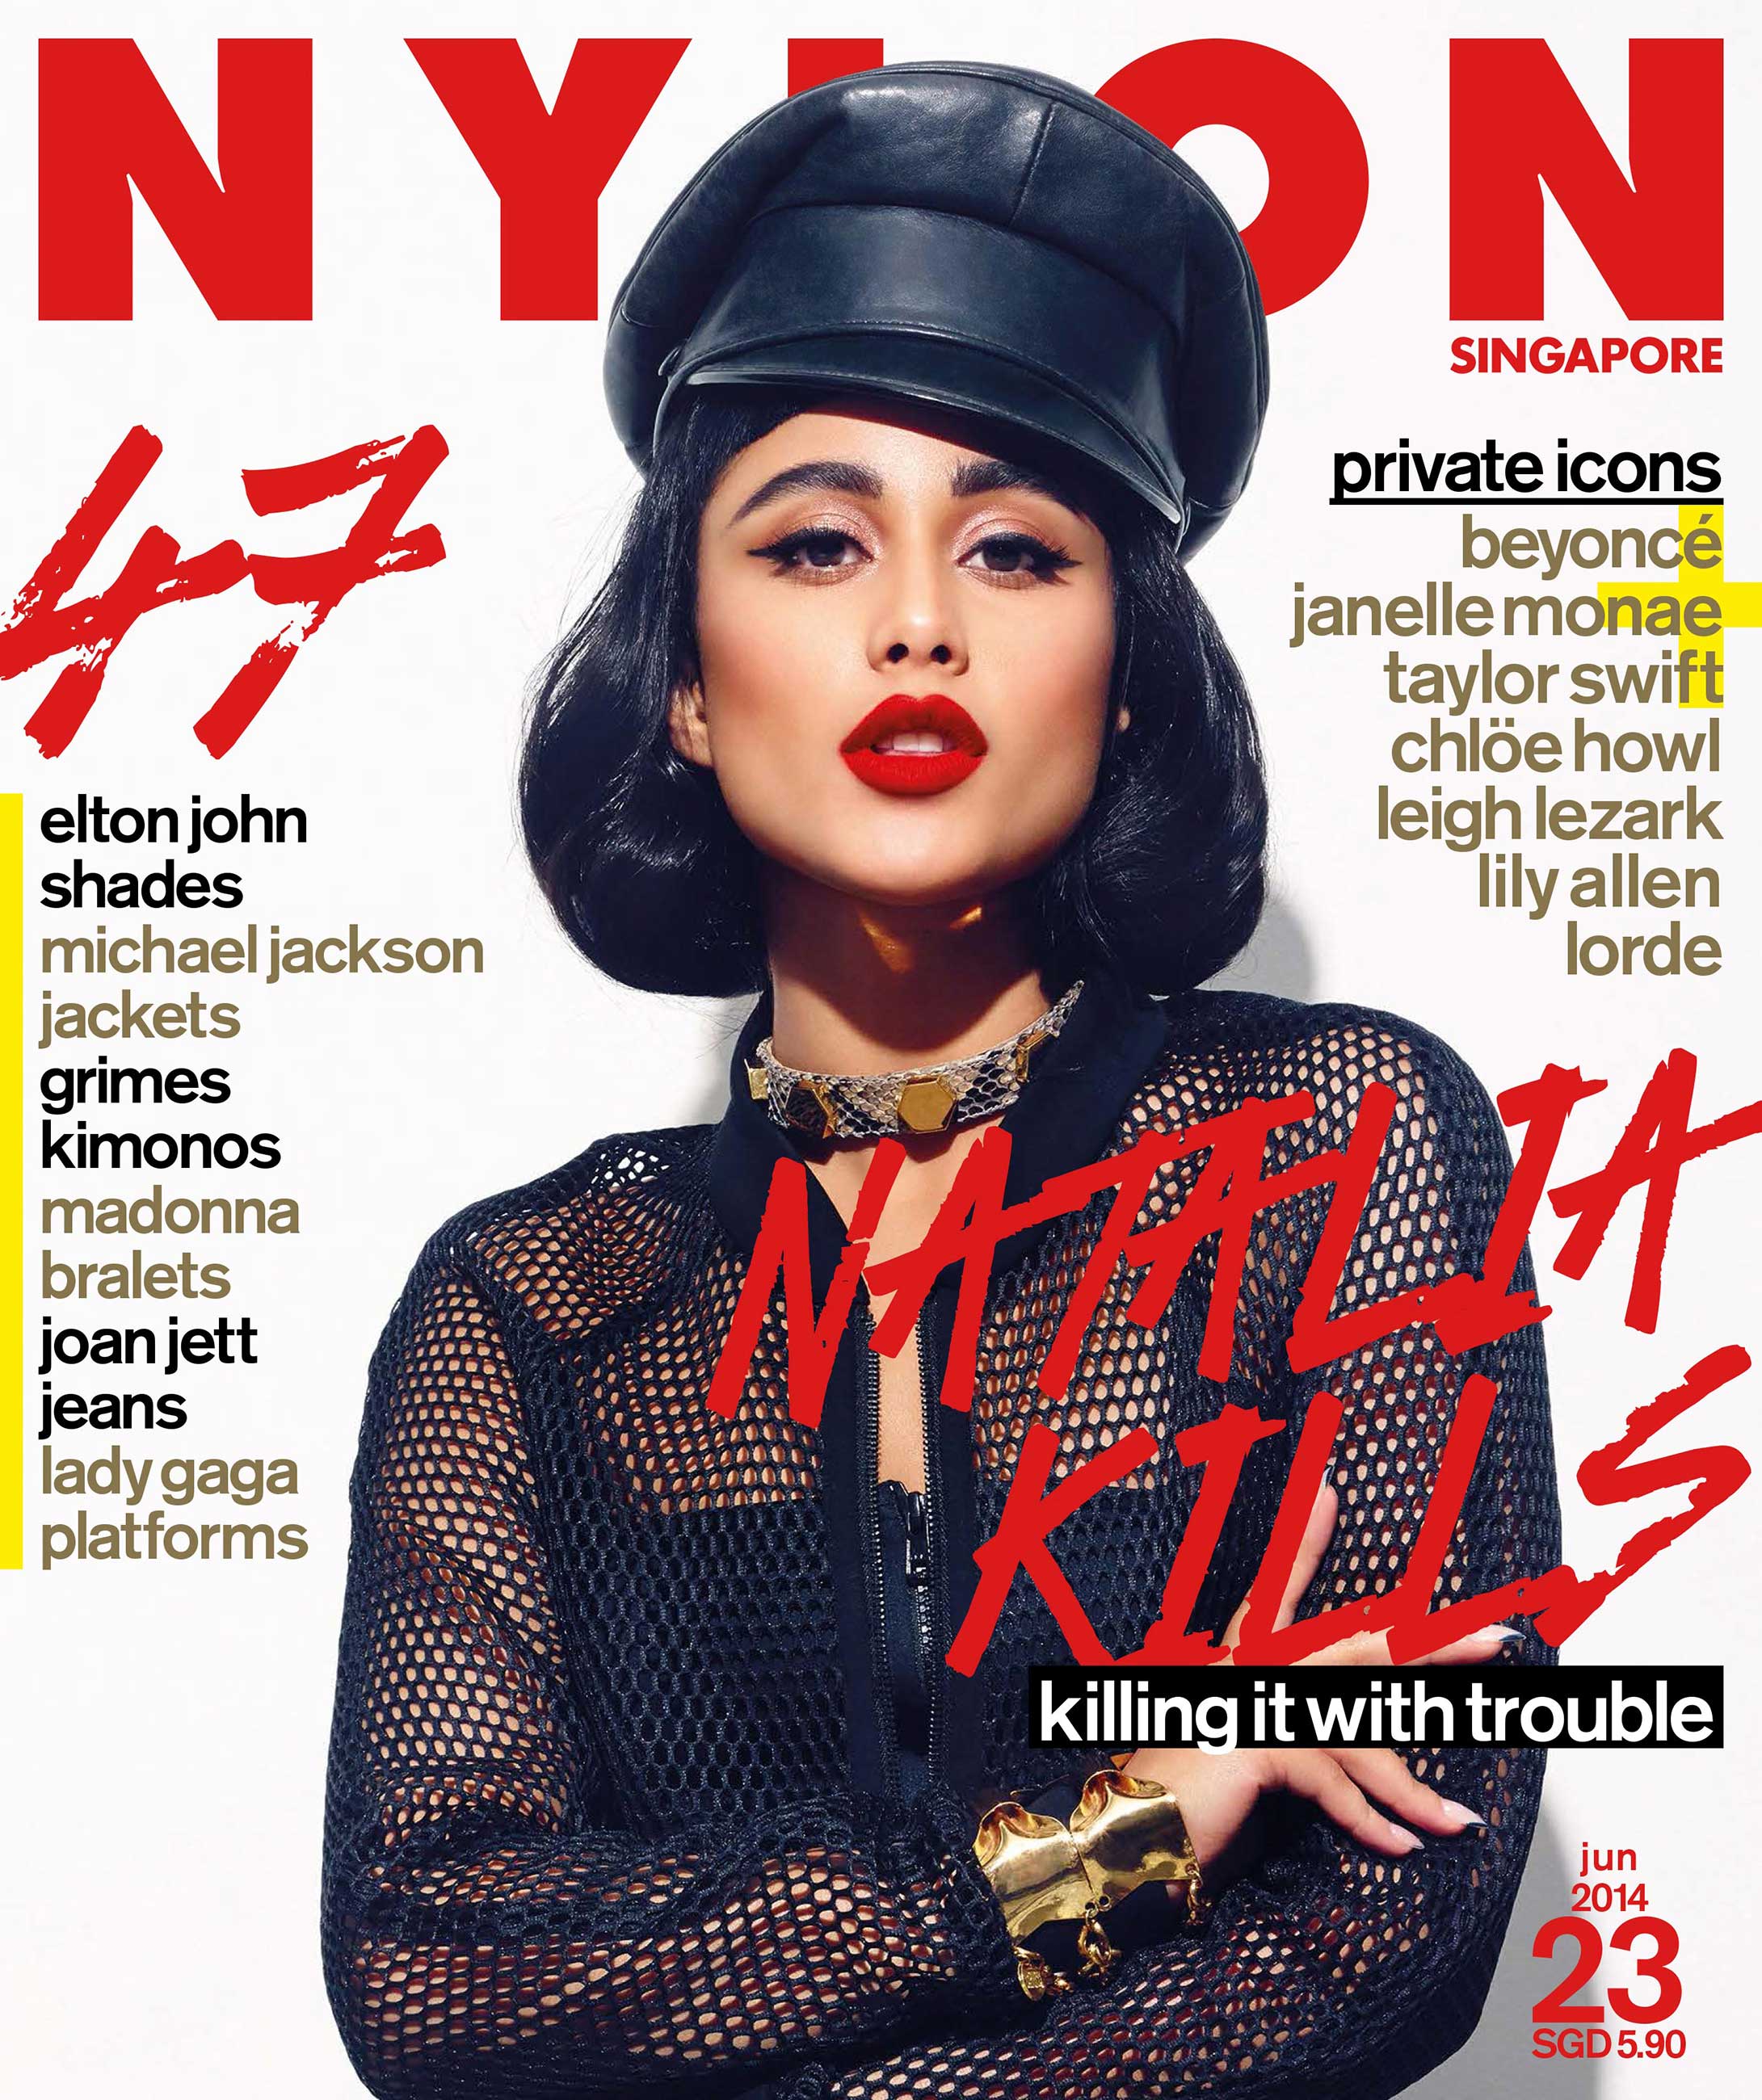 NYLON
SINGAPORE
47
elton john
shades
michael jackson
jackets
grimes
kimonos
madonna
bralets
joan jett
jeans
lady gaga
platforms
private icons
beyoncé
janelle monae
taylor swift
chlöe howl
leigh lezark
lily allen
lorde
NATALIA
KILLS
killing it with trouble
jun
2014
23
SGD 5.90